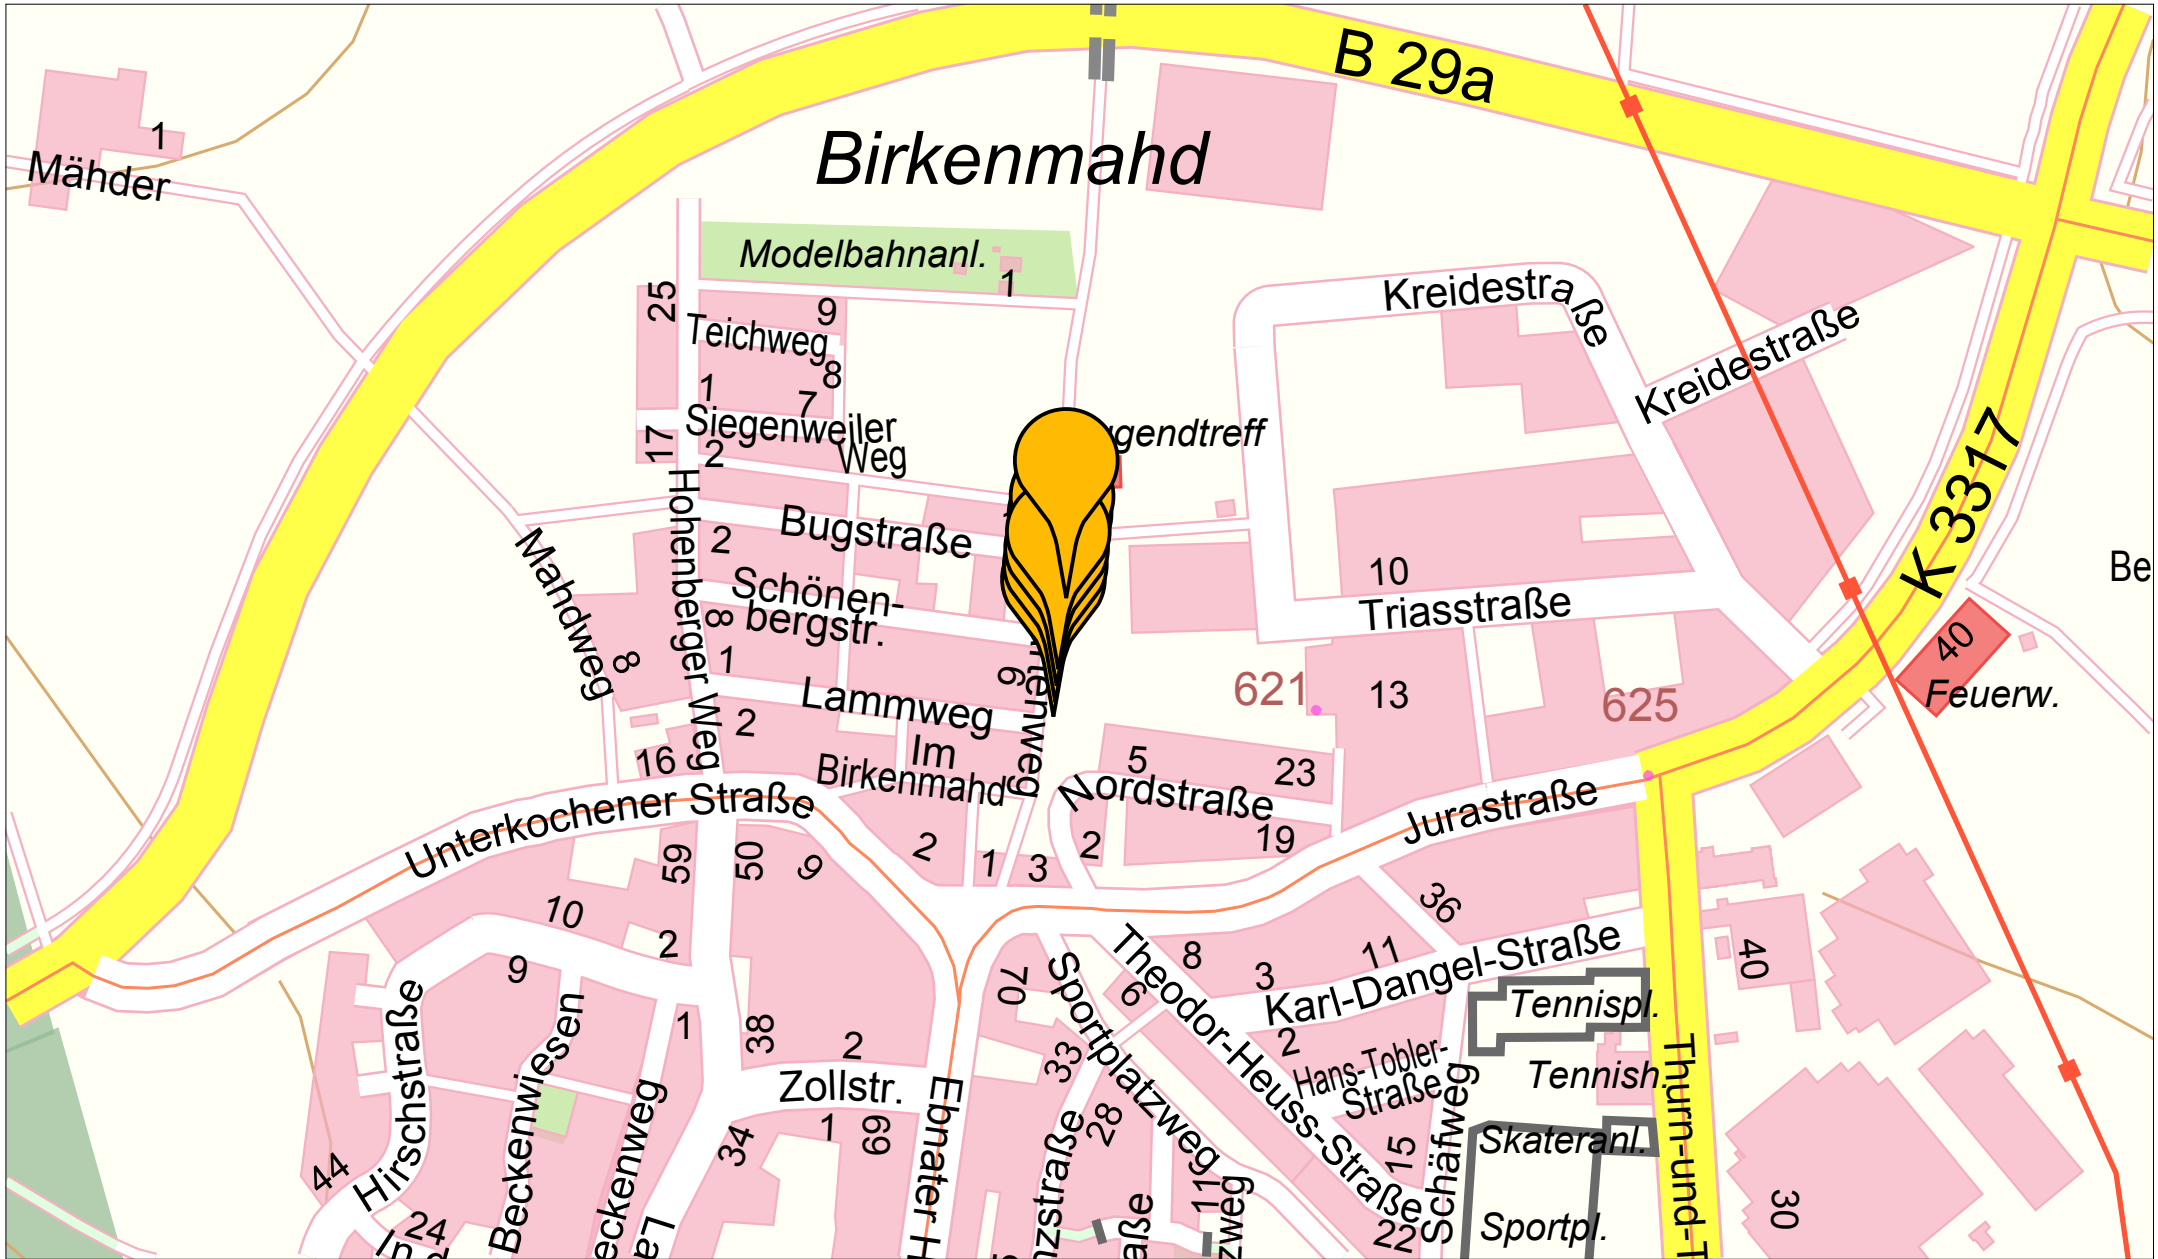 B 29a
Birkenmahd
1
Mähder
Modelbahnanl.
1
25
9
Teichweg
8
1
7
Siegenweiler
Weg
17
2
Kreidestraße
Kreidestraße
K 3317
Hohenberger Weg
Bugstraße
2
Mahdweg
Schönen-
bergstr.
8
8
1
6
Lammweg
2
Im
Birkenmahd
16
10
Triasstraße
621
13
625
40
Feuerw.
Be
5
23
Nordstraße
2
19
Jurastraße
Unterkochener Straße
59
50
9
2
1
3
36
10
2
9
8
3
11
Karl-Dangel-Straße
40
70
Sportplatzweg
6
Theodor-Heuss-Straße
2
Hans-Tobler-
Straße
Tennispl.
Tennish.
1
38
2
Zollstr.
1
69
34
33
28
Hirschstraße
Beckenwiesen
44
24
Ebnater H
15
Schäfweg
Skateranl.
Sportpl.
Thurn-und-T
11
22
30